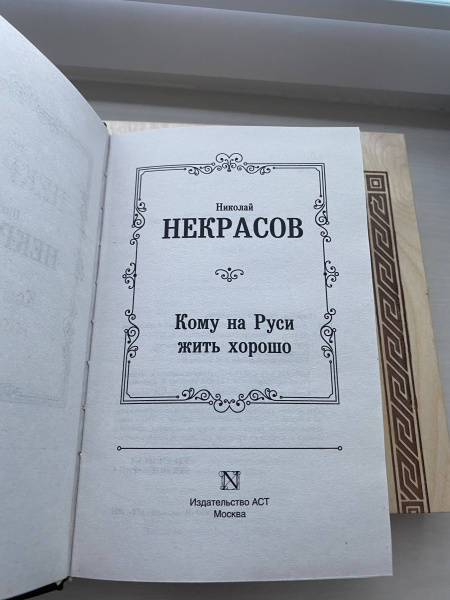 Николай
НЕКРАСОВ
Кому на Руси
жить хорошо
N
Издательство АСТ
Москва